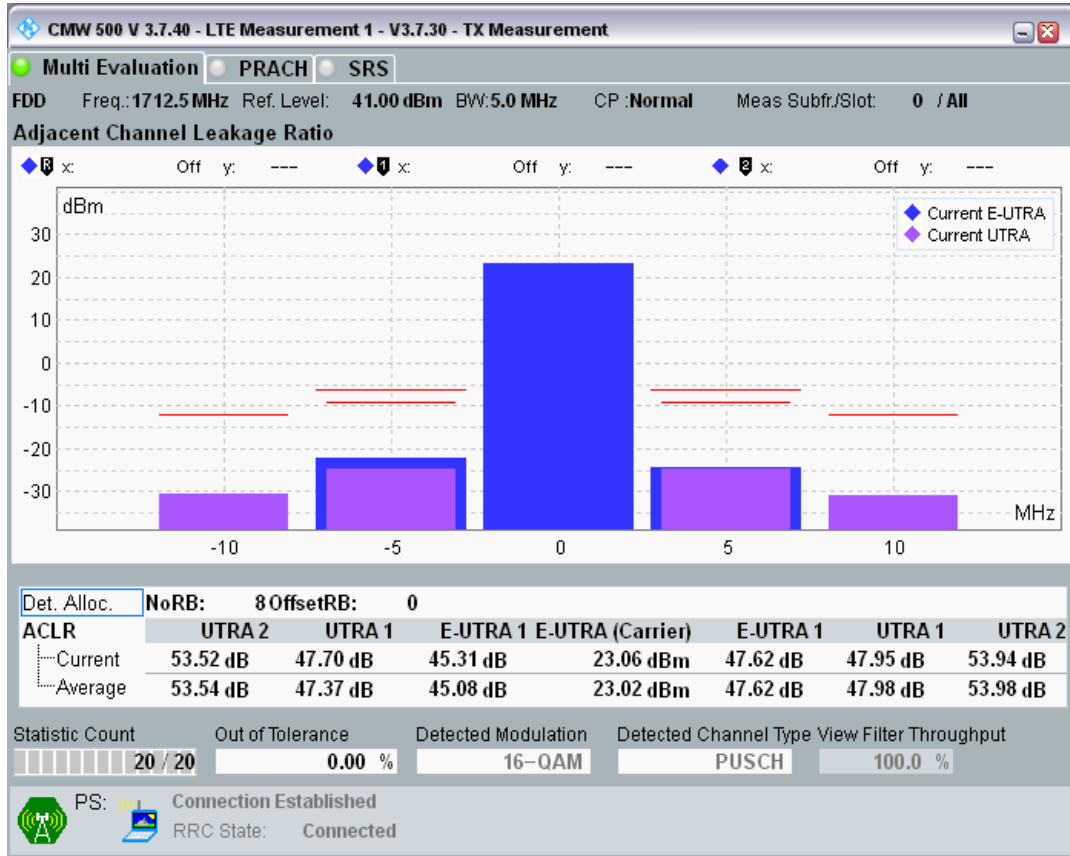 CMW 500 V 3.7.40 - LTE Measurement 1 - V3.7.30 - TX Measurement
Multi Evaluation PRACH SRS
FDD Freq.: 1712.5 MHz Ref. Level: 41.00 dBm BW: 5.0 MHz CP : Normal Meas Subfr./Slot: 0 / All
Adjacent Channel Leakage Ratio
R x: Off y: --- 1 x: Off y: --- 2 x: Off y: ---
dBm
Current E-UTRA
Current UTRA
30
20
10
0
-10
-20
-30
MHz
-10 -5 0 5 10
Det. Alloc. NoRB: 8 OffsetRB: 0
ACLR UTRA 2 UTRA 1 E-UTRA 1 E-UTRA (Carrier) E-UTRA 1 UTRA 1 UTRA 2
Current 53.52 dB 47.70 dB 45.31 dB 23.06 dBm 47.62 dB 47.95 dB 53.94 dB
Average 53.54 dB 47.37 dB 45.08 dB 23.02 dBm 47.62 dB 47.98 dB 53.98 dB
Statistic Count Out of Tolerance Detected Modulation Detected Channel Type View Filter Throughput
20 / 20 0.00 % 16-QAM PUSCH 100.0 %
PS: Connection Established
RRC State: Connected